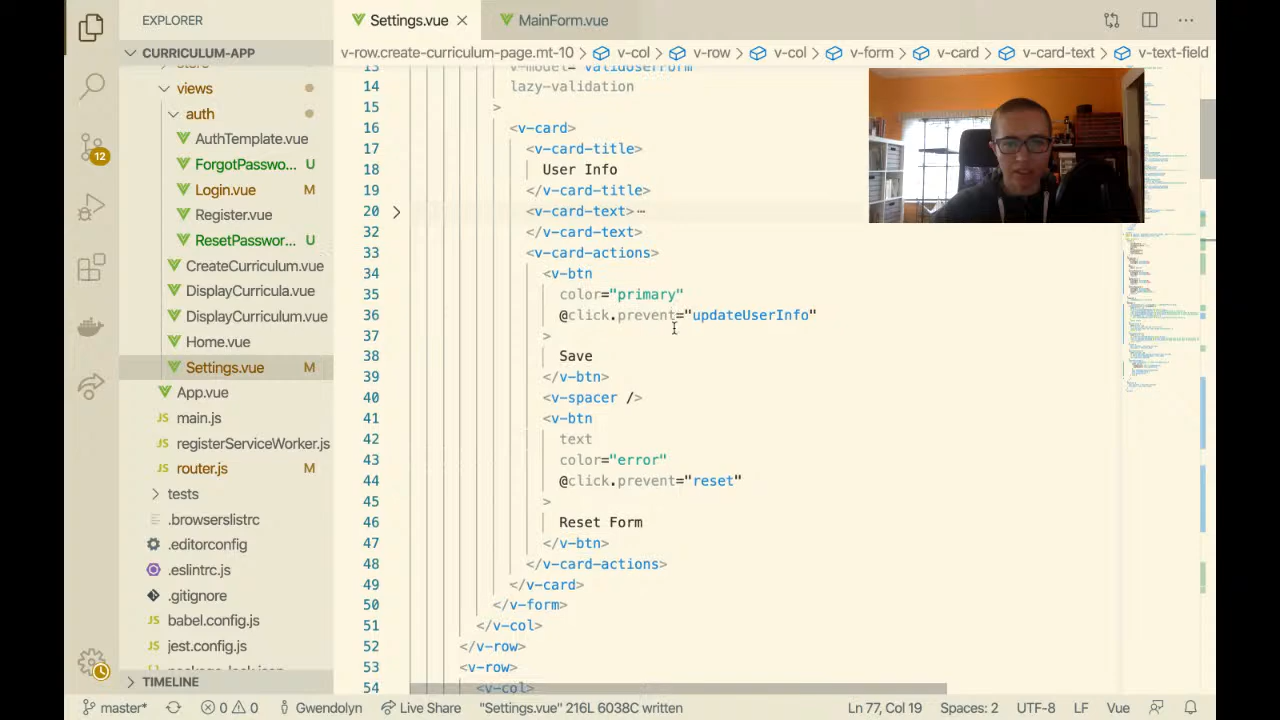 EXPLORER
Settings.vue
MainForm.vue
CURRICULUM-APP
v-row.create-curriculum-page.mt-10 v-col v-row v-col v-form v-card v-card-text v-text-field
views
auth
AuthTemplate.vue
ForgotPasswo... U
Login.vue M
Register.vue
ResetPasswor... U
CreateCurriculum.vue
DisplayCurricula.vue
DisplayCurriculum.vue
Home.vue
Settings.vue M
App.vue
main.js
registerServiceWorker.js
router.js M
tests
.browserslistrc
.editorconfig
.eslintrc.js
.gitignore
babel.config.js
jest.config.js
TIMELINE
12
13 v-model="validUserForm"
14 lazy-validation
15 >
16 <v-card>
17 <v-card-title>
18 User Info
19 </v-card-title>
20 <v-card-text>⋯
32 </v-card-text>
33 <v-card-actions>
34 <v-btn
35 color="primary"
36 @click.prevent="updateUserInfo"
37 >
38 Save
39 </v-btn>
40 <v-spacer />
41 <v-btn
42 text
43 color="error"
44 @click.prevent="reset"
45 >
46 Reset Form
47 </v-btn>
48 </v-card-actions>
49 </v-card>
50 </v-form>
51 </v-col>
52 </v-row>
53 <v-row>
54 <v-col>
master* 0 0 Gwendolyn Live Share "Settings.vue" 216L 6038C written Ln 77, Col 19 Spaces: 2 UTF-8 LF Vue